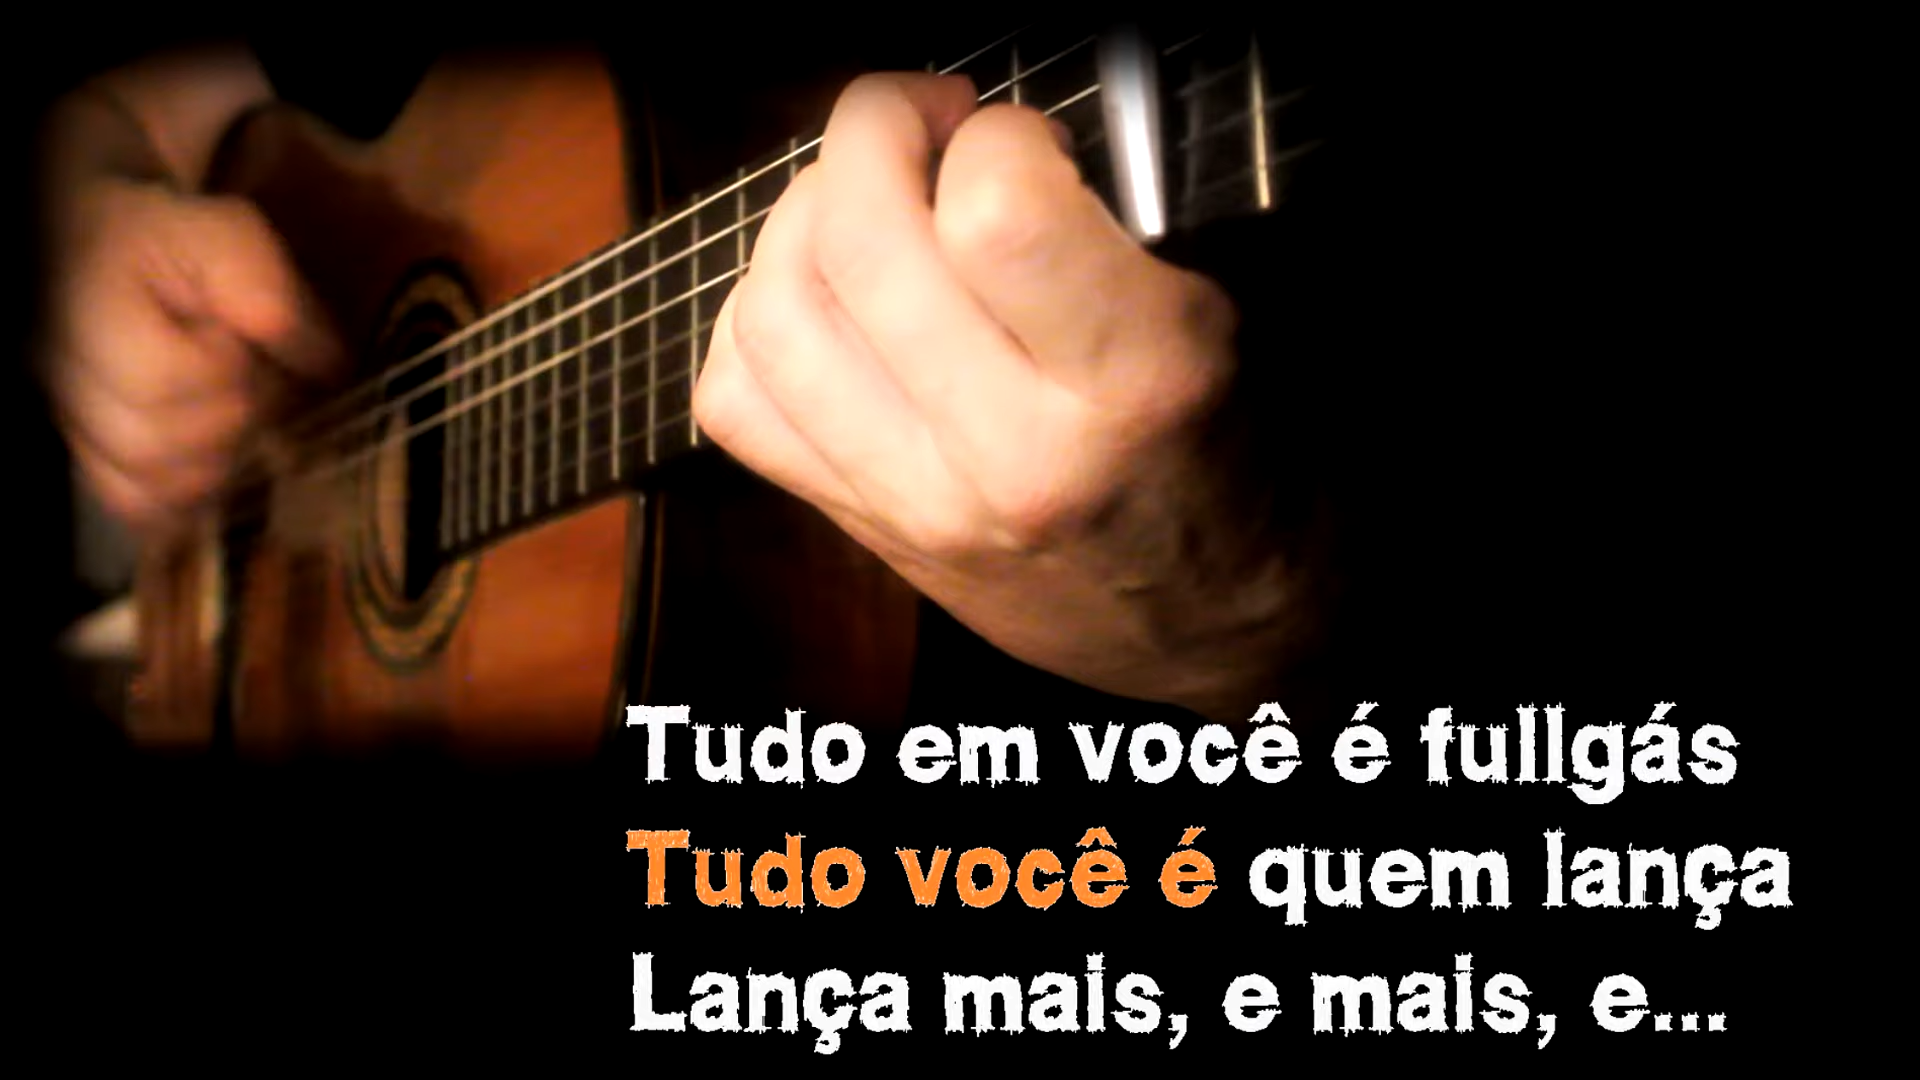 Tudo em você é fullgás
Tudo você é quem lança
Lança mais, e mais, e...